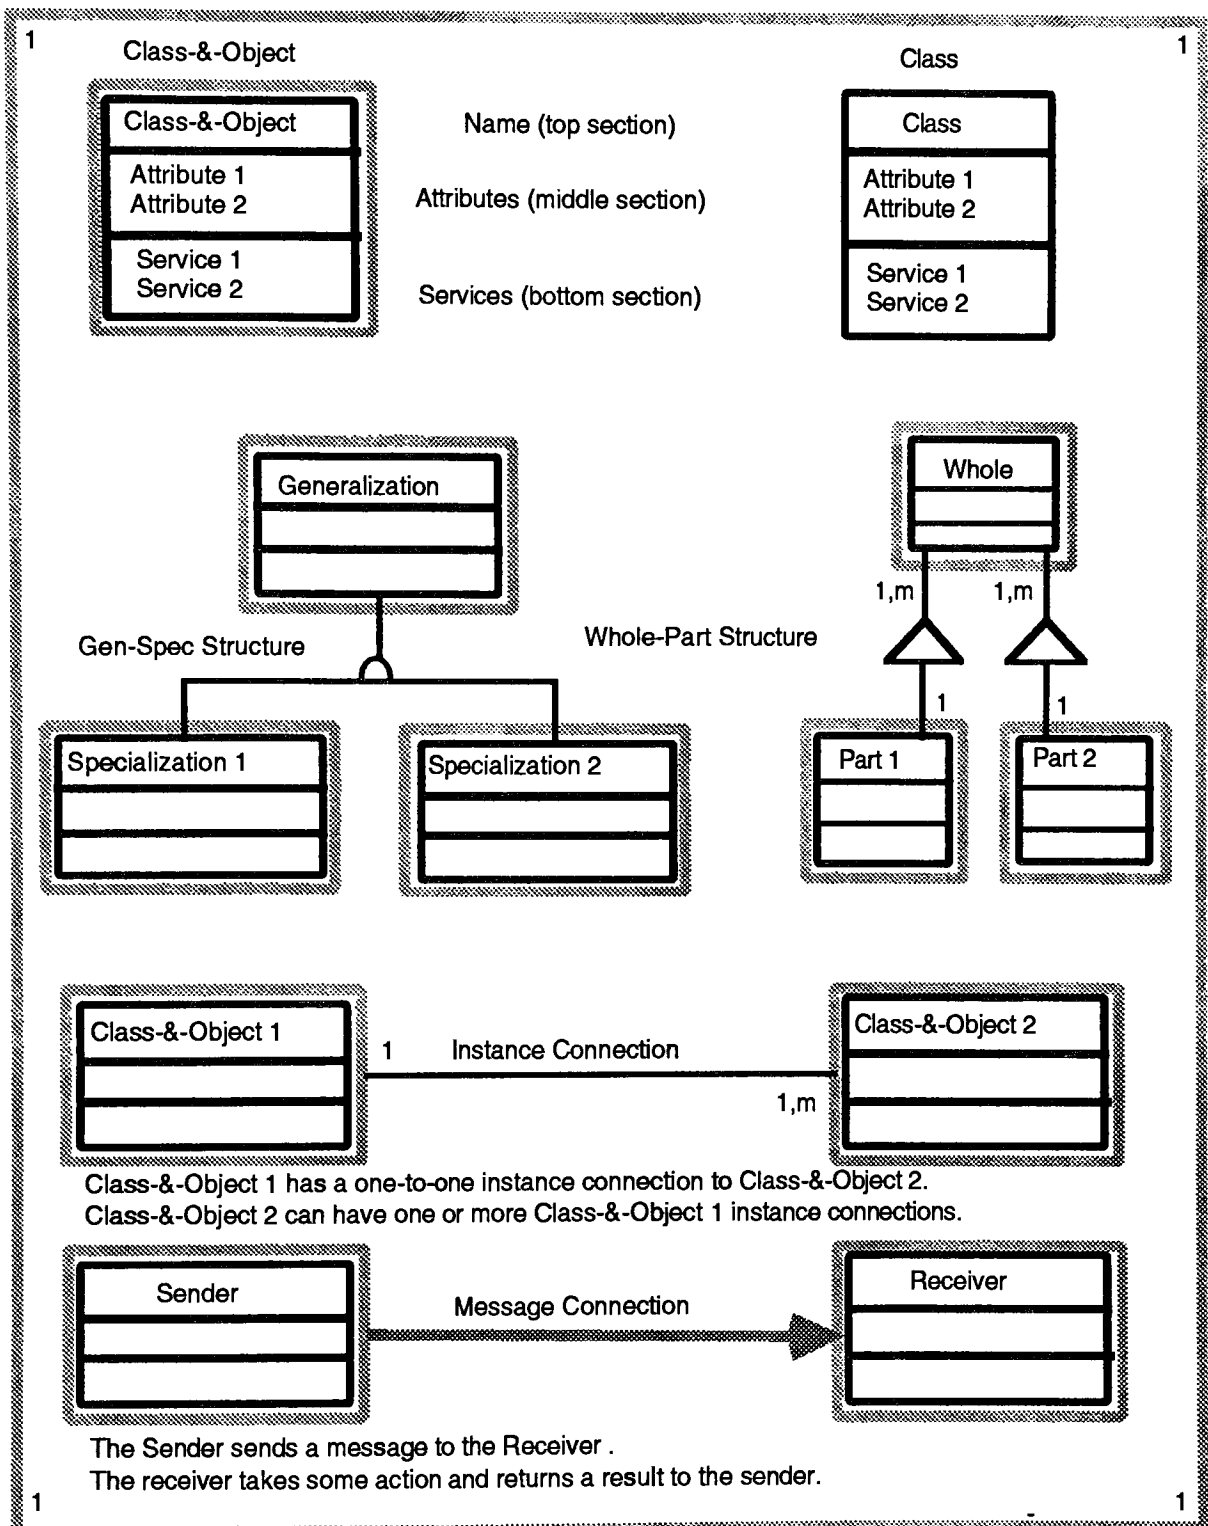 1
1
Class-&-Object
Class
Class-&-Object
Name (top section)
Class
Attribute 1
Attribute 2
Attributes (middle section)
Attribute 1
Attribute 2
Service 1
Service 2
Services (bottom section)
Service 1
Service 2
Generalization
Whole
1,m
1,m
Gen-Spec Structure
Whole-Part Structure
1
1
Specialization 1
Specialization 2
Part 1
Part 2
Class-&-Object 1
Class-&-Object 2
1
Instance Connection
1,m
Class-&-Object 1 has a one-to-one instance connection to Class-&-Object 2.
Class-&-Object 2 can have one or more Class-&-Object 1 instance connections.
Sender
Receiver
Message Connection
The Sender sends a message to the Receiver .
The receiver takes some action and returns a result to the sender.
1
1